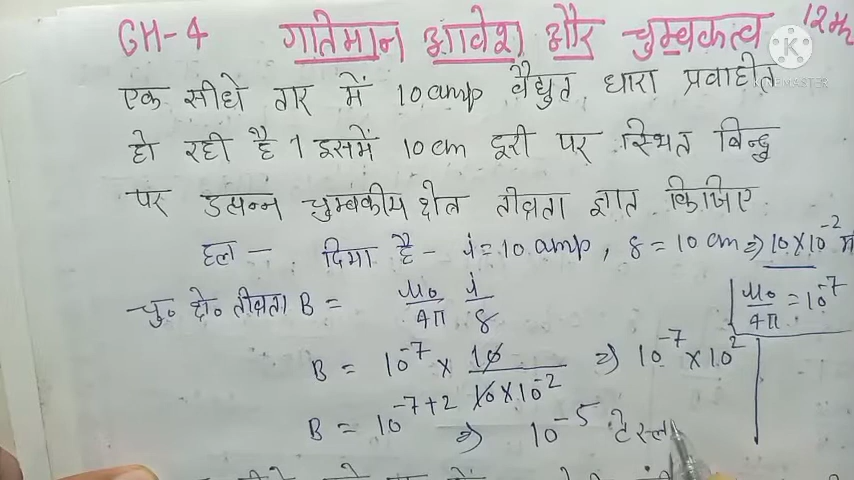 CH-4 गतिमान आवेश और चुम्बकत्व 12th
KINEMASTER
एक सीधे तार में 10 amp वैद्युत धारा प्रवाहित
हो रही है । इसमें 10 cm दूरी पर स्थित बिन्दु
पर उत्पन्न चुम्बकीय क्षेत्र तीव्रता ज्ञात किजिए
हल — दिया है - i = 10 amp, r = 10 cm ⇒ 10 × 10⁻² मी
चु० क्षे० तीव्रता B = μ₀/4π i/r
μ₀/4π = 10⁻⁷
B = 10⁻⁷ × 10/10×10⁻² ⇒ 10⁻⁷ × 10²
B = 10⁻⁷⁺² ⇒ 10⁻⁵ टेस्ला